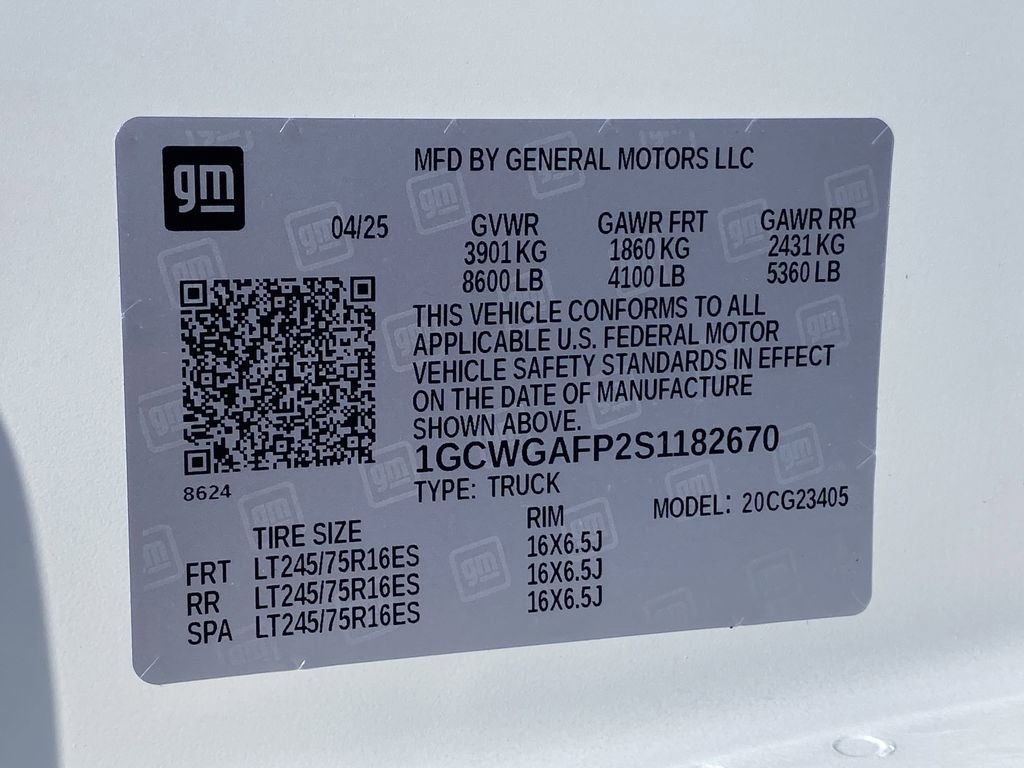 gm
MFD BY GENERAL MOTORS LLC
04/25 GVWR GAWR FRT GAWR RR
3901 KG 1860 KG 2431 KG
8600 LB 4100 LB 5360 LB
THIS VEHICLE CONFORMS TO ALL
APPLICABLE U.S. FEDERAL MOTOR
VEHICLE SAFETY STANDARDS IN EFFECT
ON THE DATE OF MANUFACTURE
SHOWN ABOVE.
1GCWGAFP2S1182670
8624
TYPE: TRUCK MODEL: 20CG23405
TIRE SIZE RIM
FRT LT245/75R16ES 16X6.5J
RR LT245/75R16ES 16X6.5J
SPA LT245/75R16ES 16X6.5J